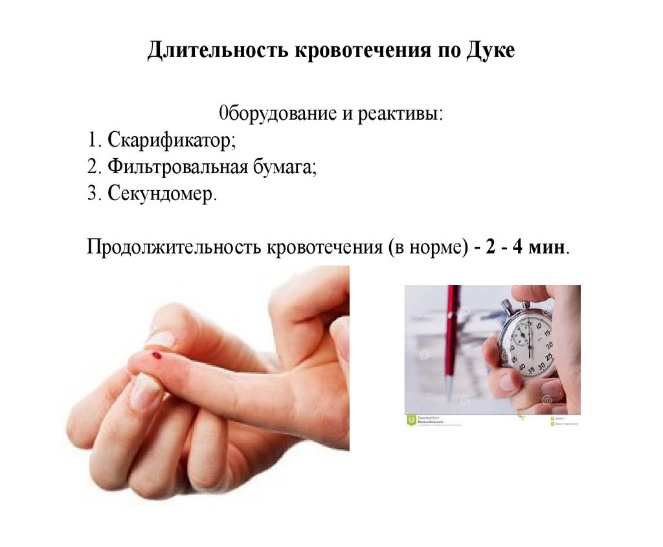 Длительность кровотечения по Дуке
0борудование и реактивы:
1. Скарификатор;
2. Фильтровальная бумага;
3. Секундомер.
Продолжительность кровотечения (в норме) - 2 - 4 мин.